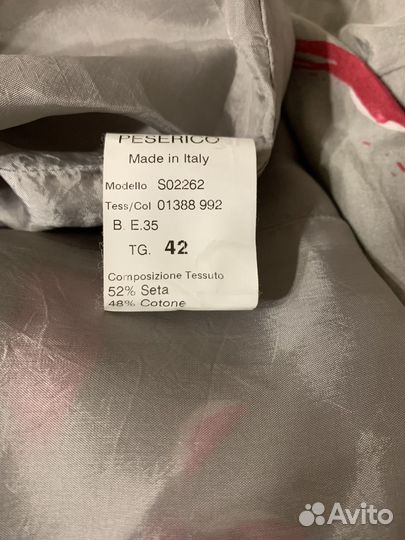 PESERICO
Made in Italy
Modello S02262
Tess/Col 01388 992
B. E.35
TG. 42
Composizione Tessuto
52% Seta
48% Cotone
Avito